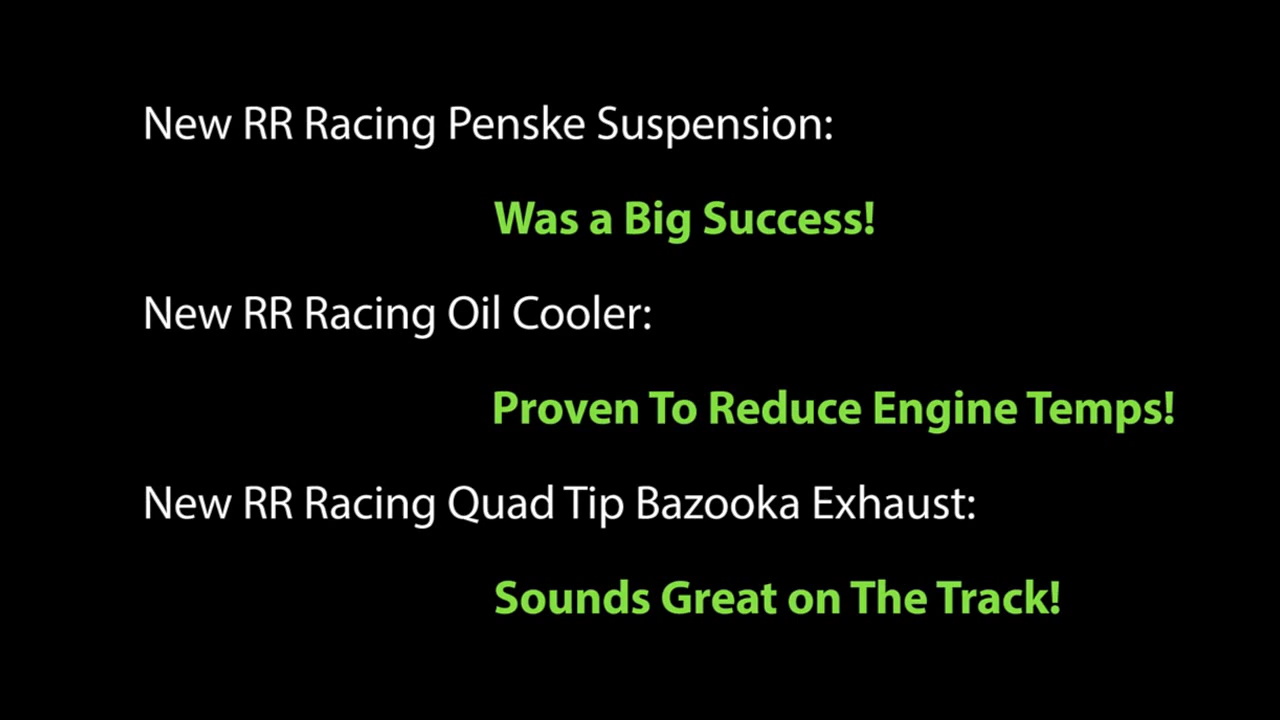 New RR Racing Penske Suspension:
Was a Big Success!
New RR Racing Oil Cooler:
Proven To Reduce Engine Temps!
New RR Racing Quad Tip Bazooka Exhaust:
Sounds Great on The Track!